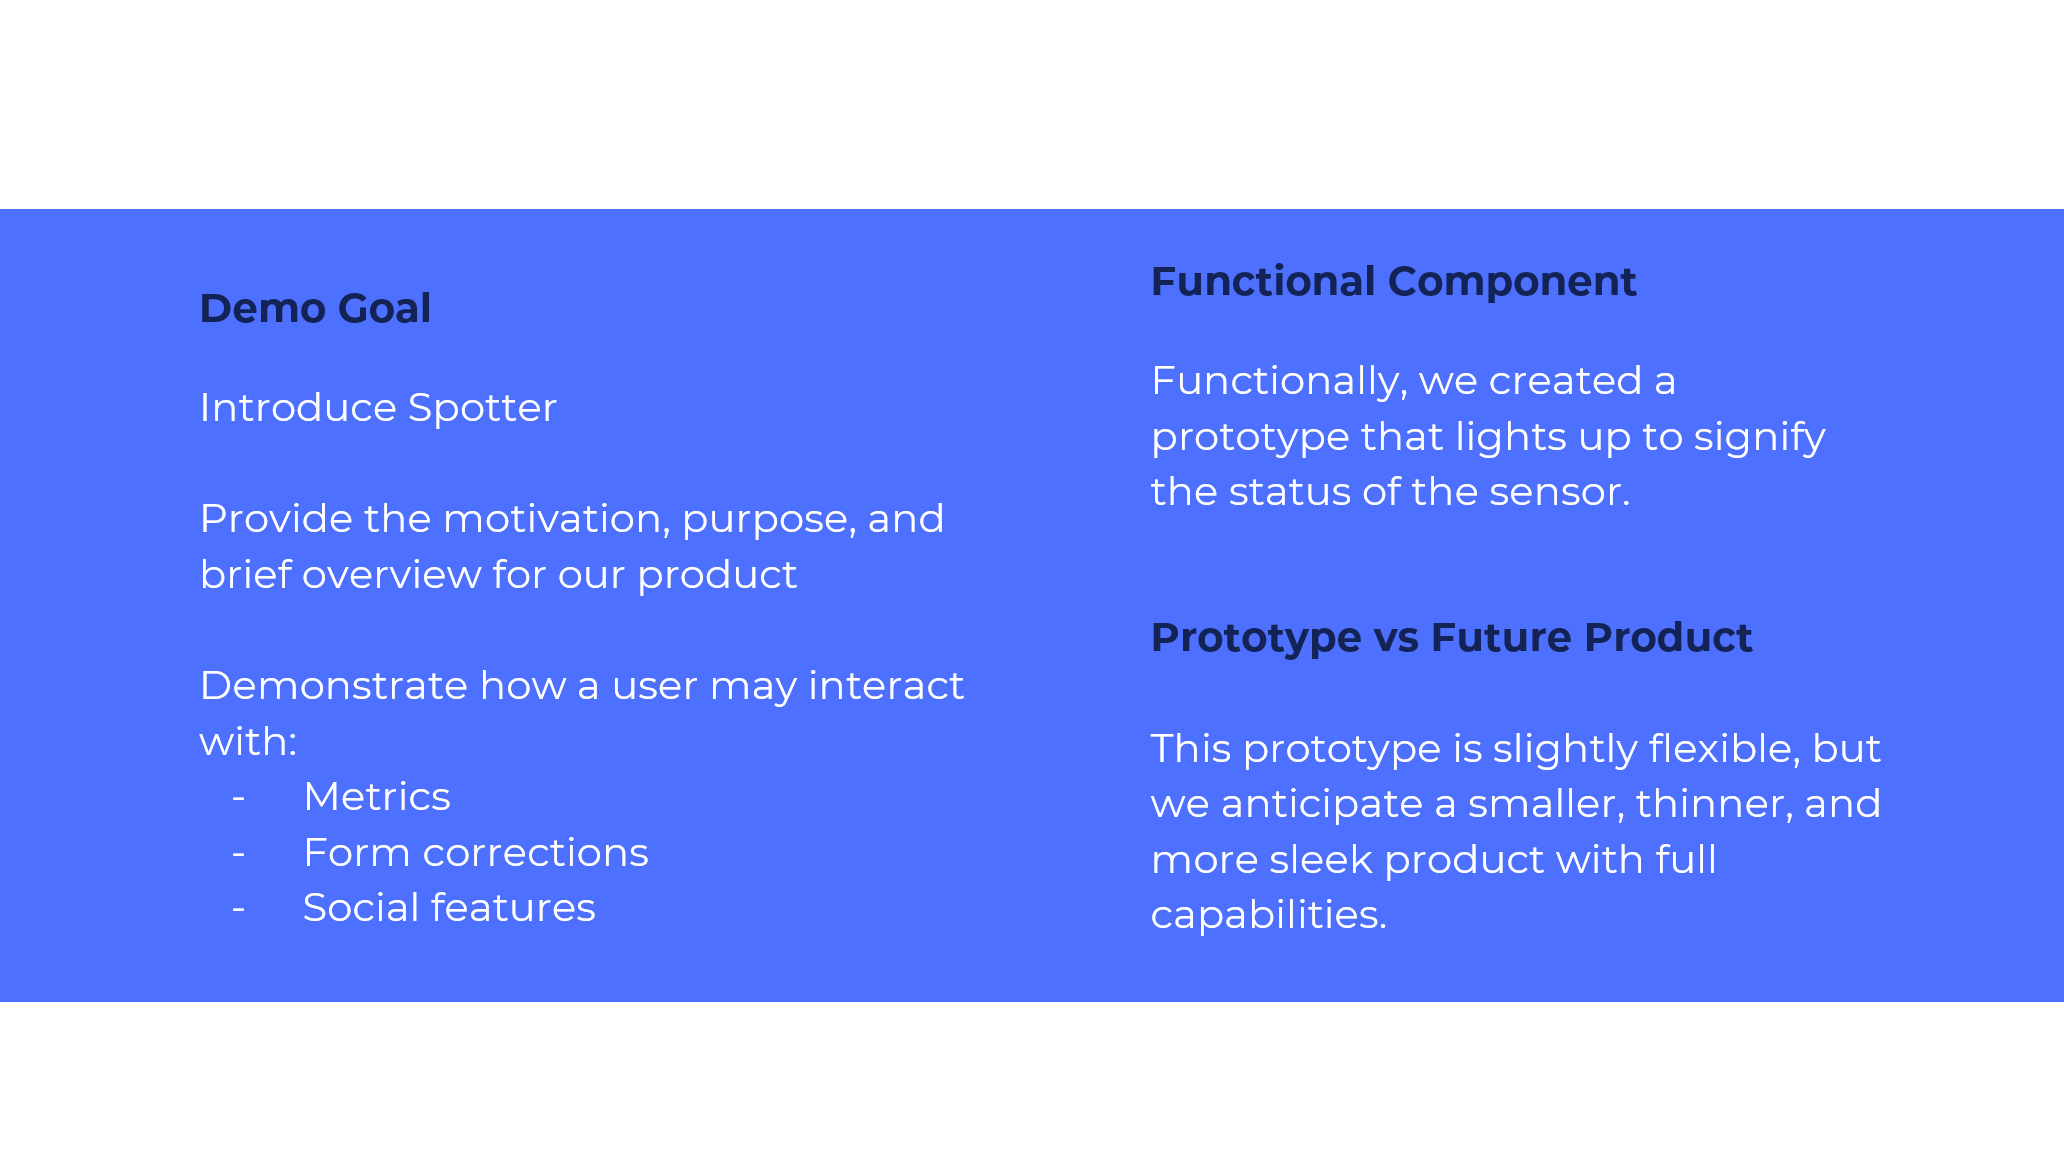 Demo Goal
Introduce Spotter
Provide the motivation, purpose, and
brief overview for our product
Demonstrate how a user may interact
with:
- Metrics
- Form corrections
- Social features
Functional Component
Functionally, we created a
prototype that lights up to signify
the status of the sensor.
Prototype vs Future Product
This prototype is slightly flexible, but
we anticipate a smaller, thinner, and
more sleek product with full
capabilities.